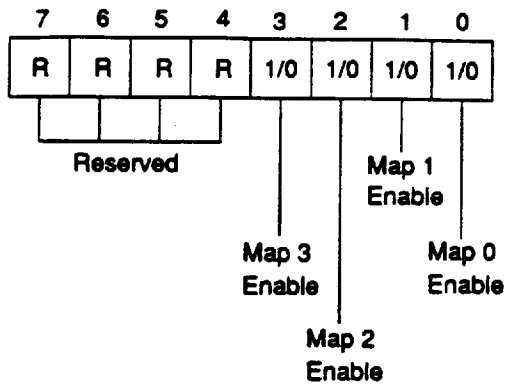 7 6 5 4 3 2 1 0
R R R R 1/0 1/0 1/0 1/0
Reserved
Map 1
Enable
Map 3
Enable
Map 0
Enable
Map 2
Enable